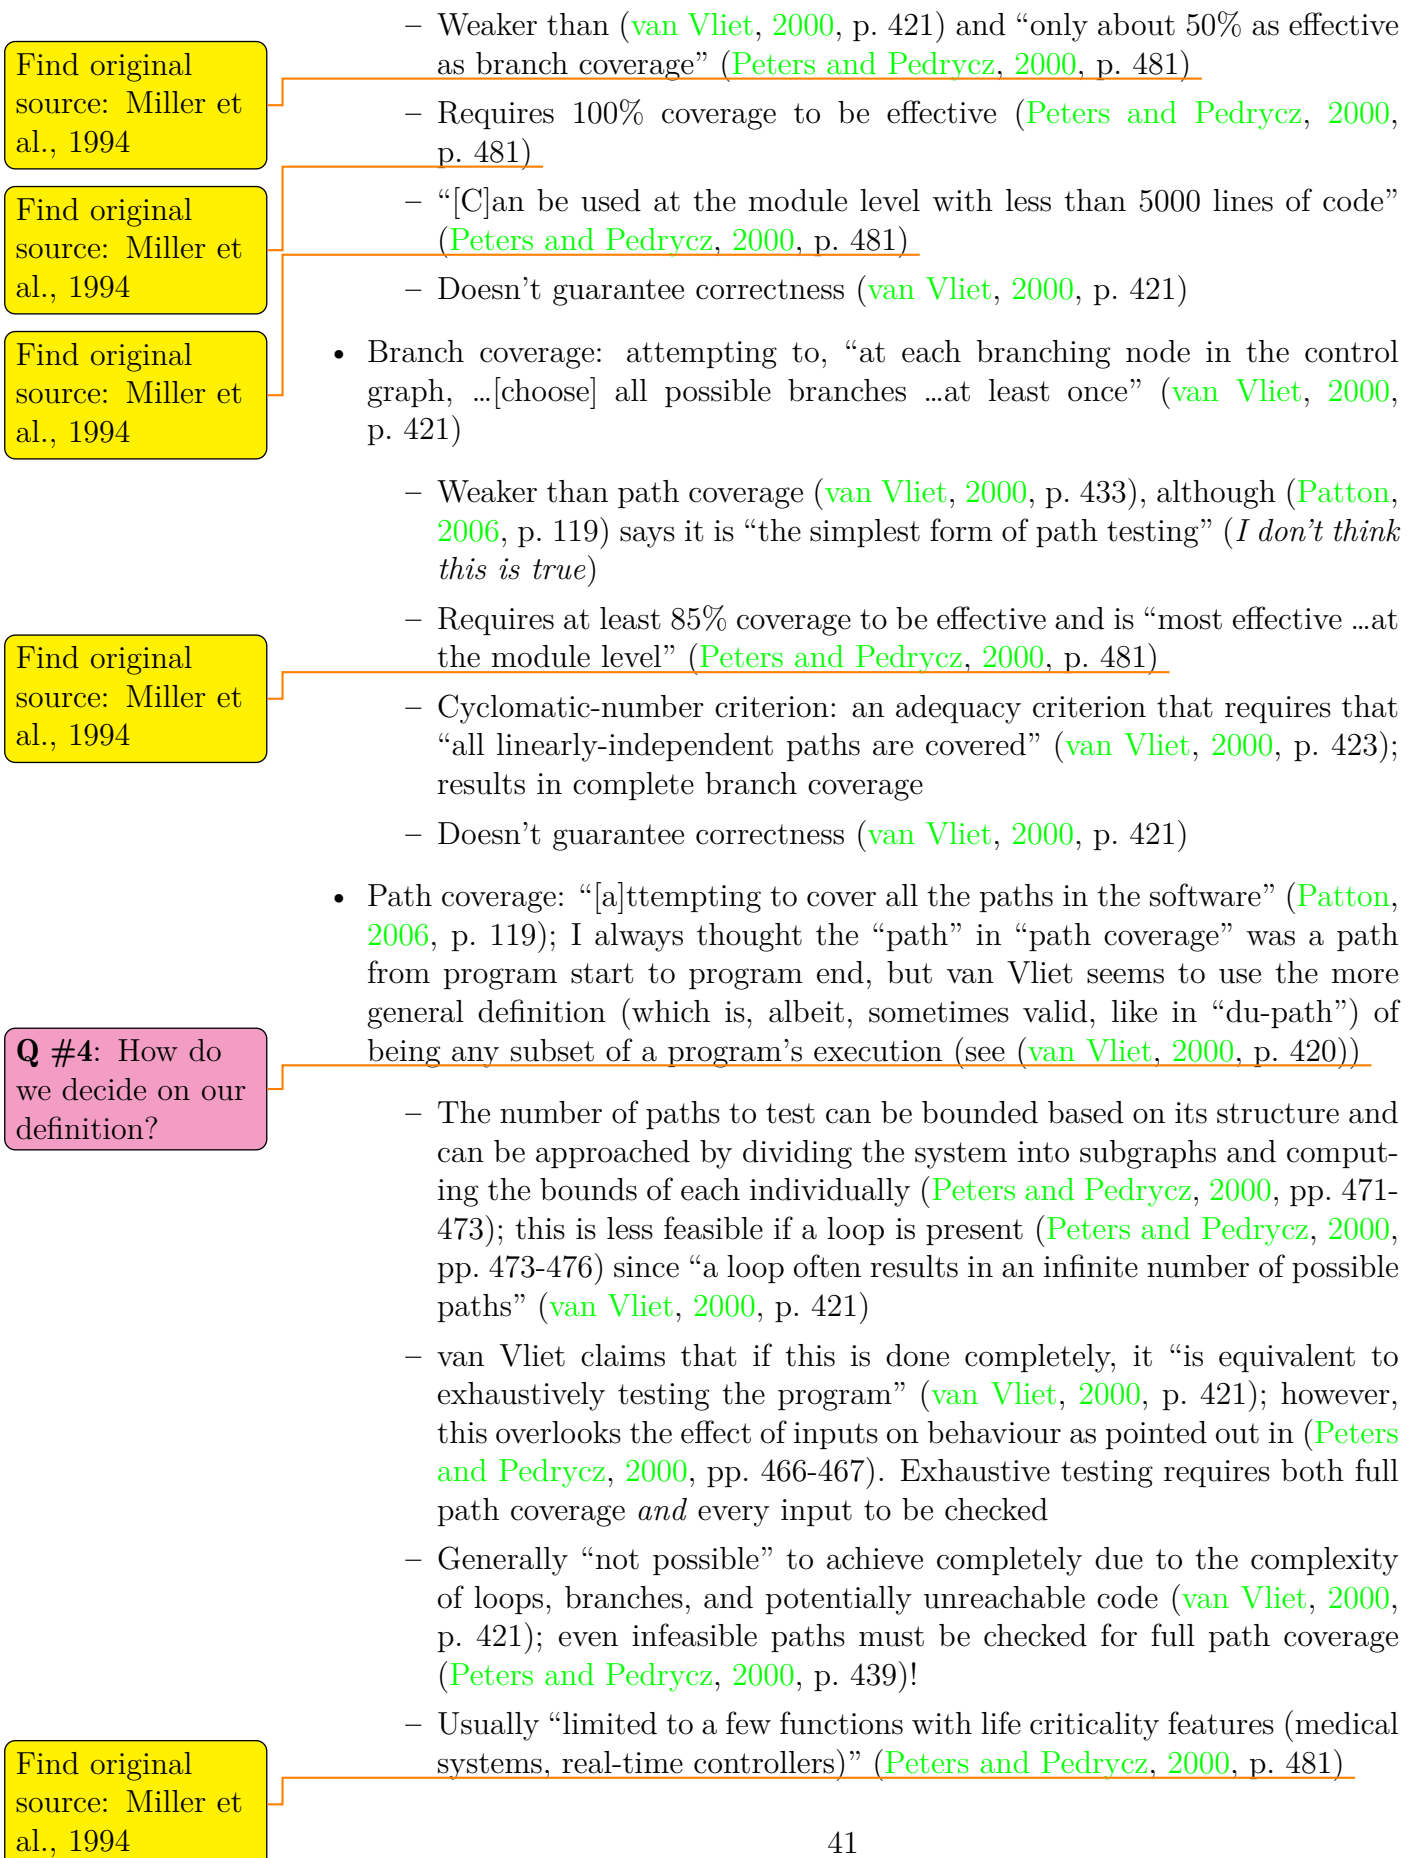 – Weaker than (van Vliet, 2000, p. 421) and “only about 50% as effective
as branch coverage” (Peters and Pedrycz, 2000, p. 481)
Find original
source: Miller et
al., 1994
– Requires 100% coverage to be effective (Peters and Pedrycz, 2000,
p. 481)
Find original
source: Miller et
al., 1994
– “[C]an be used at the module level with less than 5000 lines of code”
(Peters and Pedrycz, 2000, p. 481)
Find original
source: Miller et
al., 1994
– Doesn’t guarantee correctness (van Vliet, 2000, p. 421)
• Branch coverage: attempting to, “at each branching node in the control
graph, …[choose] all possible branches …at least once” (van Vliet, 2000,
p. 421)
– Weaker than path coverage (van Vliet, 2000, p. 433), although (Patton,
2006, p. 119) says it is “the simplest form of path testing” (I don’t think
this is true)
– Requires at least 85% coverage to be effective and is “most effective …at
the module level” (Peters and Pedrycz, 2000, p. 481)
Find original
source: Miller et
al., 1994
– Cyclomatic-number criterion: an adequacy criterion that requires that
“all linearly-independent paths are covered” (van Vliet, 2000, p. 423);
results in complete branch coverage
– Doesn’t guarantee correctness (van Vliet, 2000, p. 421)
• Path coverage: “[a]ttempting to cover all the paths in the software” (Patton,
2006, p. 119); I always thought the “path” in “path coverage” was a path
from program start to program end, but van Vliet seems to use the more
general definition (which is, albeit, sometimes valid, like in “du-path”) of
being any subset of a program’s execution (see (van Vliet, 2000, p. 420))
Q #4: How do
we decide on our
definition?
– The number of paths to test can be bounded based on its structure and
can be approached by dividing the system into subgraphs and comput-
ing the bounds of each individually (Peters and Pedrycz, 2000, pp. 471-
473); this is less feasible if a loop is present (Peters and Pedrycz, 2000,
pp. 473-476) since “a loop often results in an infinite number of possible
paths” (van Vliet, 2000, p. 421)
– van Vliet claims that if this is done completely, it “is equivalent to
exhaustively testing the program” (van Vliet, 2000, p. 421); however,
this overlooks the effect of inputs on behaviour as pointed out in (Peters
and Pedrycz, 2000, pp. 466-467). Exhaustive testing requires both full
path coverage and every input to be checked
– Generally “not possible” to achieve completely due to the complexity
of loops, branches, and potentially unreachable code (van Vliet, 2000,
p. 421); even infeasible paths must be checked for full path coverage
(Peters and Pedrycz, 2000, p. 439)!
– Usually “limited to a few functions with life criticality features (medical
systems, real-time controllers)” (Peters and Pedrycz, 2000, p. 481)
Find original
source: Miller et
al., 1994
41